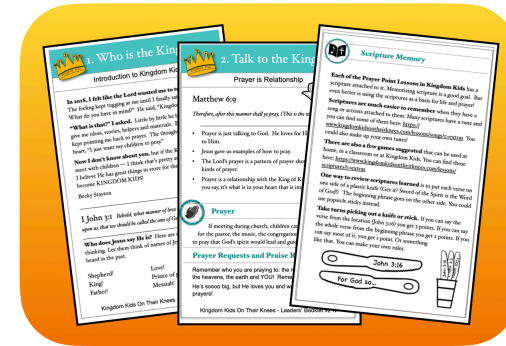 1. Who is the King
Introduction to Kingdom Kid
In 2018, I felt like the Lord wanted me to
The feeling kept tugging at me until I finally
What do you have in mind?" He said, "Kingdom
"What is that?" I asked. Little by little he
give me ideas, stories, helpers and materials.
kept pointing me back to prayer. The thought
heart, "I just want my children to pray"
Now I don't know about you, but if the K
meet with children — I think that's pretty
I believe He has great things in store for the
become KINGDOM KIDS!
Becky Stayton
I John 3:1 Behold, what manner of love
upon us, that we should be called the sons of G
Who does Jesus say He is? Here are
thinking. Let them think of names of Je
heard in the past.
Shepherd!
King!
Father!
Love!
Prince of
Messiah!
Kingdom Kids On Their Knees
2. Talk to the King
Prayer is Relationship
Matthew 6:9
Therefore, after this manner shall ye pray, (This is the
• Prayer is just talking to God. He loves for
to Him.
• Jesus gave us examples of how to pray.
• The Lord's prayer is a pattern of prayer
kinds of prayer.
• Prayer is a relationship with the King of K
you say, it's what is in your heart that is
Prayer
If meeting during church, children can
for the pastor, the music, the congregation
to pray that God's spirit would lead and
Prayer Requests and Praise R
Remember who you are praying to: the
the heavens, the earth and YOU! Reme
He's soooo big, but He loves you and
prayers!
Kingdom Kids On Their Knees - Leaders' Booklet
Scripture Memory
Each of the Prayer Point Lessons in Kingdom Kids has a
scripture attached to it. Memorizing scripture is a good goal. But
even better is using the scriptures as a basis for life and prayer!
Scriptures are much easier to remember when they have a
song or actions attached to them. Many scriptures have a tune and
you can find some of them here: https://
www.kingdomkidsontheirknees.com/lessons/songs/1-extras You
could also make up your own tunes!
There are also a few games suggested that can be used at
home, in a classroom or at Kingdom Kids. You can find those
here: https://www.kingdomkidsontheirknees.com/lessons/
scriptures/1-extras
One way to review scriptures learned is to put each verse on
one side of a plastic knife (Get it? Sword of the Spirit is the Word
of God?) The beginning phrase goes on the other side. You could
use popsicle sticks instead.
Take turns picking out a knife or stick. If you can say the
verse from the location (John 3:16) you get 3 points. If you can say
the whole verse from the beginning phrase you get 2 points. If you
can say most of it, you get 1 point. Or something
like that. You can make your own rules.
John 3:16
For God so...